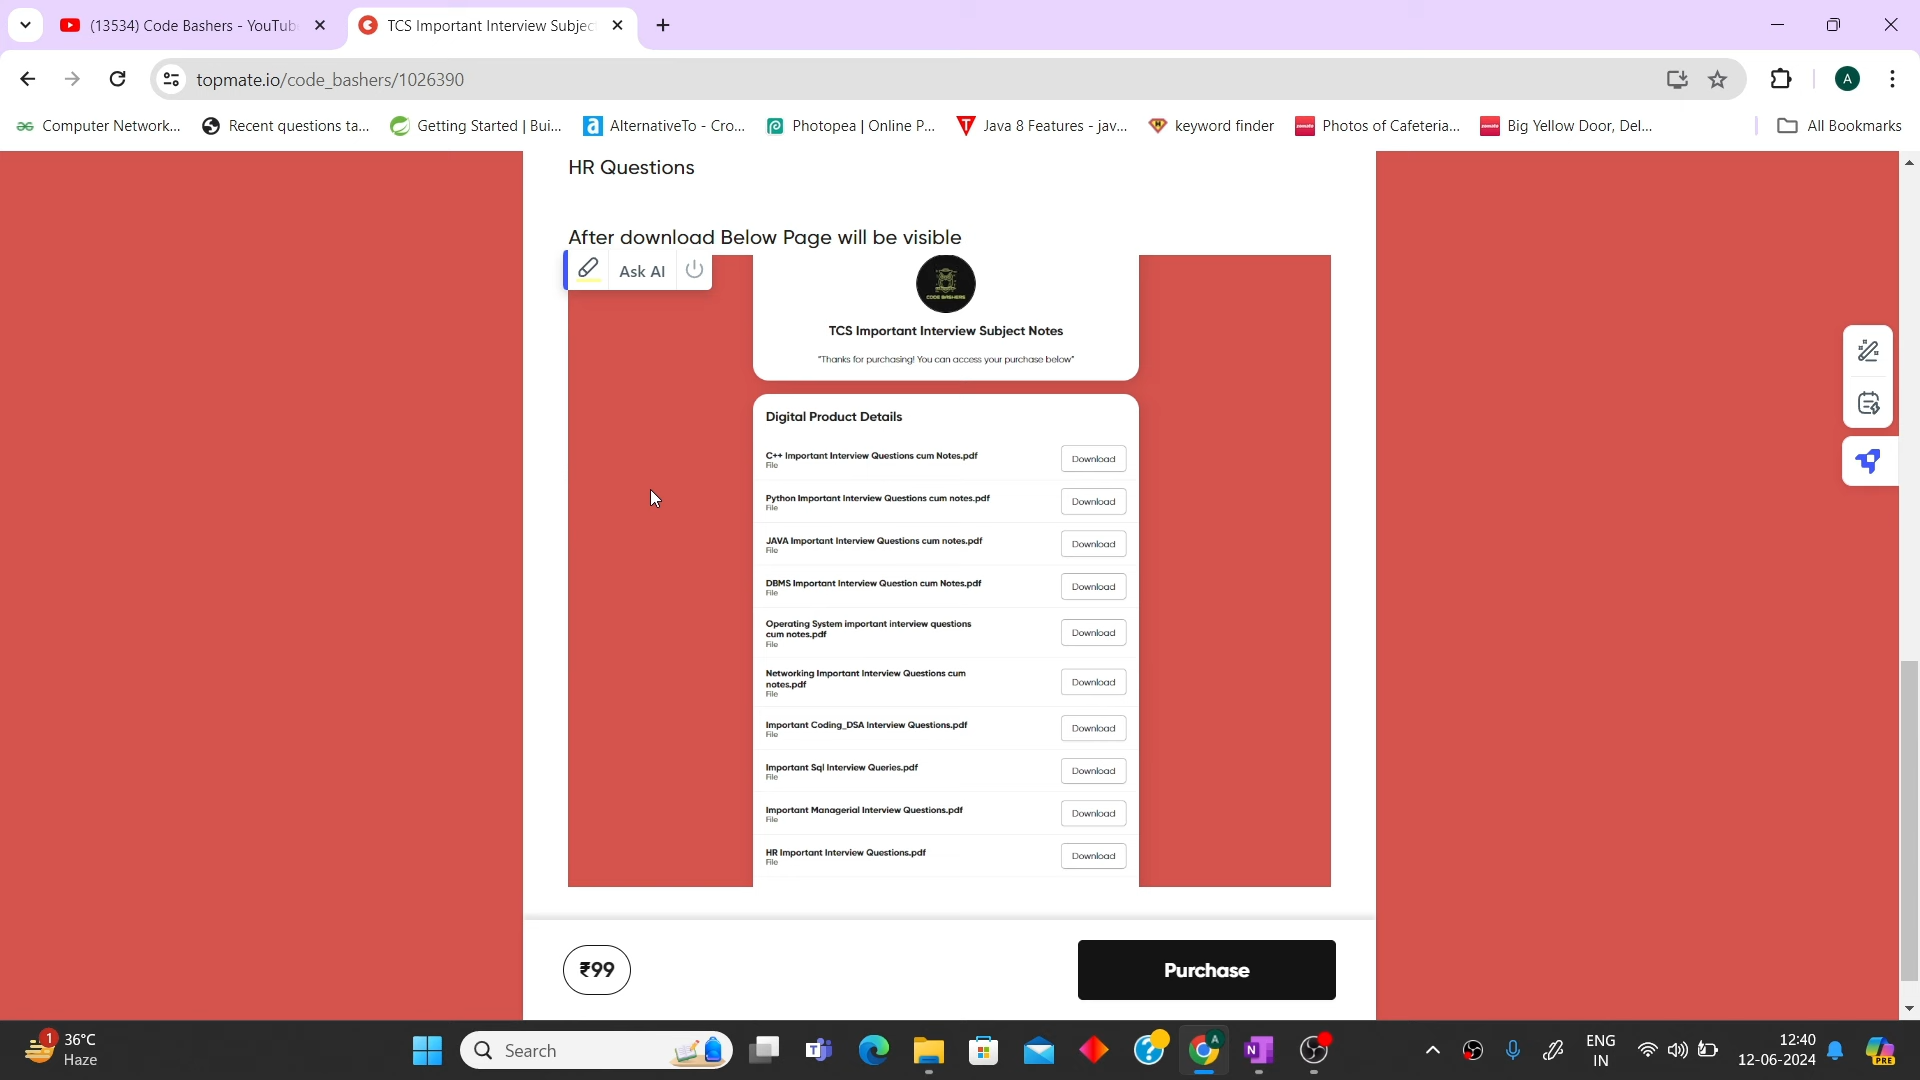 (13534) Code Bashers - YouTub
TCS Important Interview Subjec
topmate.io/code_bashers/1026390
A
Computer Network...
Recent questions ta...
Getting Started | Bui...
AlternativeTo - Cro...
Photopea | Online P...
Java 8 Features - jav...
keyword finder
Photos of Cafeteria...
Big Yellow Door, Del...
All Bookmarks
HR Questions
After download Below Page will be visible
Ask AI
CODE BASHERS
TCS Important Interview Subject Notes
"Thanks for purchasing! You can access your purchase below"
Digital Product Details
C++ Important Interview Questions cum Notes.pdf
File
Download
Python Important Interview Questions cum notes.pdf
File
Download
JAVA Important Interview Questions cum notes.pdf
File
Download
DBMS Important Interview Question cum Notes.pdf
File
Download
Operating System important interview questions
cum notes.pdf
File
Download
Networking Important Interview Questions cum
notes.pdf
File
Download
Important Coding_DSA Interview Questions.pdf
File
Download
Important Sql Interview Queries.pdf
File
Download
Important Managerial Interview Questions.pdf
File
Download
HR Important Interview Questions.pdf
File
Download
₹99
Purchase
1
36°C
Haze
Search
A
ENG
IN
12:40
12-06-2024
PRE